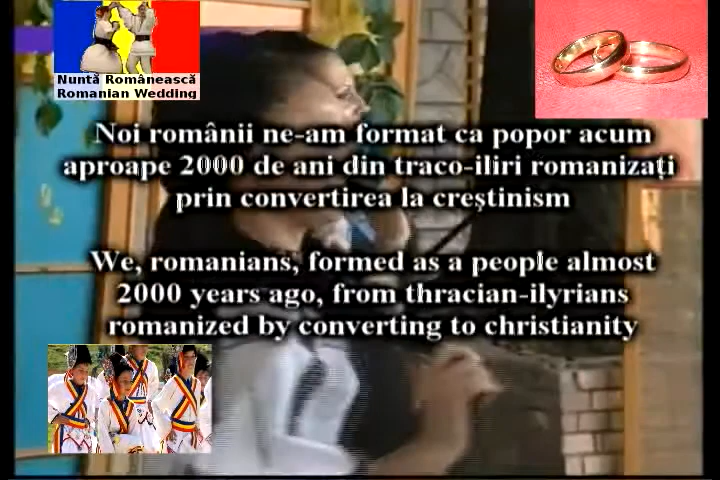 Nuntă Românească
Romanian Wedding
Noi românii ne-am format ca popor acum
aproape 2000 de ani din traco-iliri romanizaţi
prin convertirea la creştinism
We, romanians, formed as a people almost
2000 years ago, from thracian-ilyrians
romanized by converting to christianity